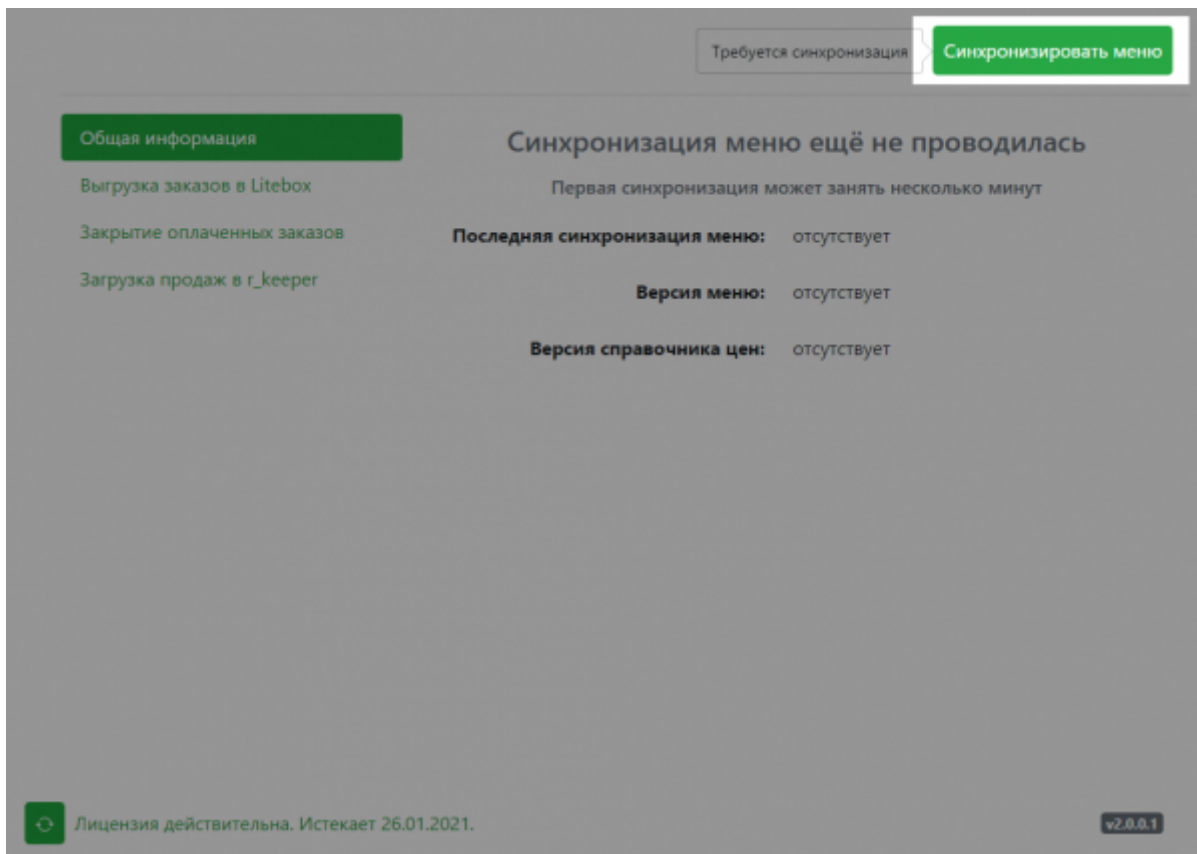 Требуется синхронизация
Синхронизировать меню
Общая информация
Выгрузка заказов в Litebox
Закрытие оплаченных заказов
Загрузка продаж в r_keeper
Синхронизация меню ещё не проводилась
Первая синхронизация может занять несколько минут
Последняя синхронизация меню: отсутствует
Версия меню: отсутствует
Версия справочника цен: отсутствует
Лицензия действительна. Истекает 26.01.2021.
v2.0.0.1